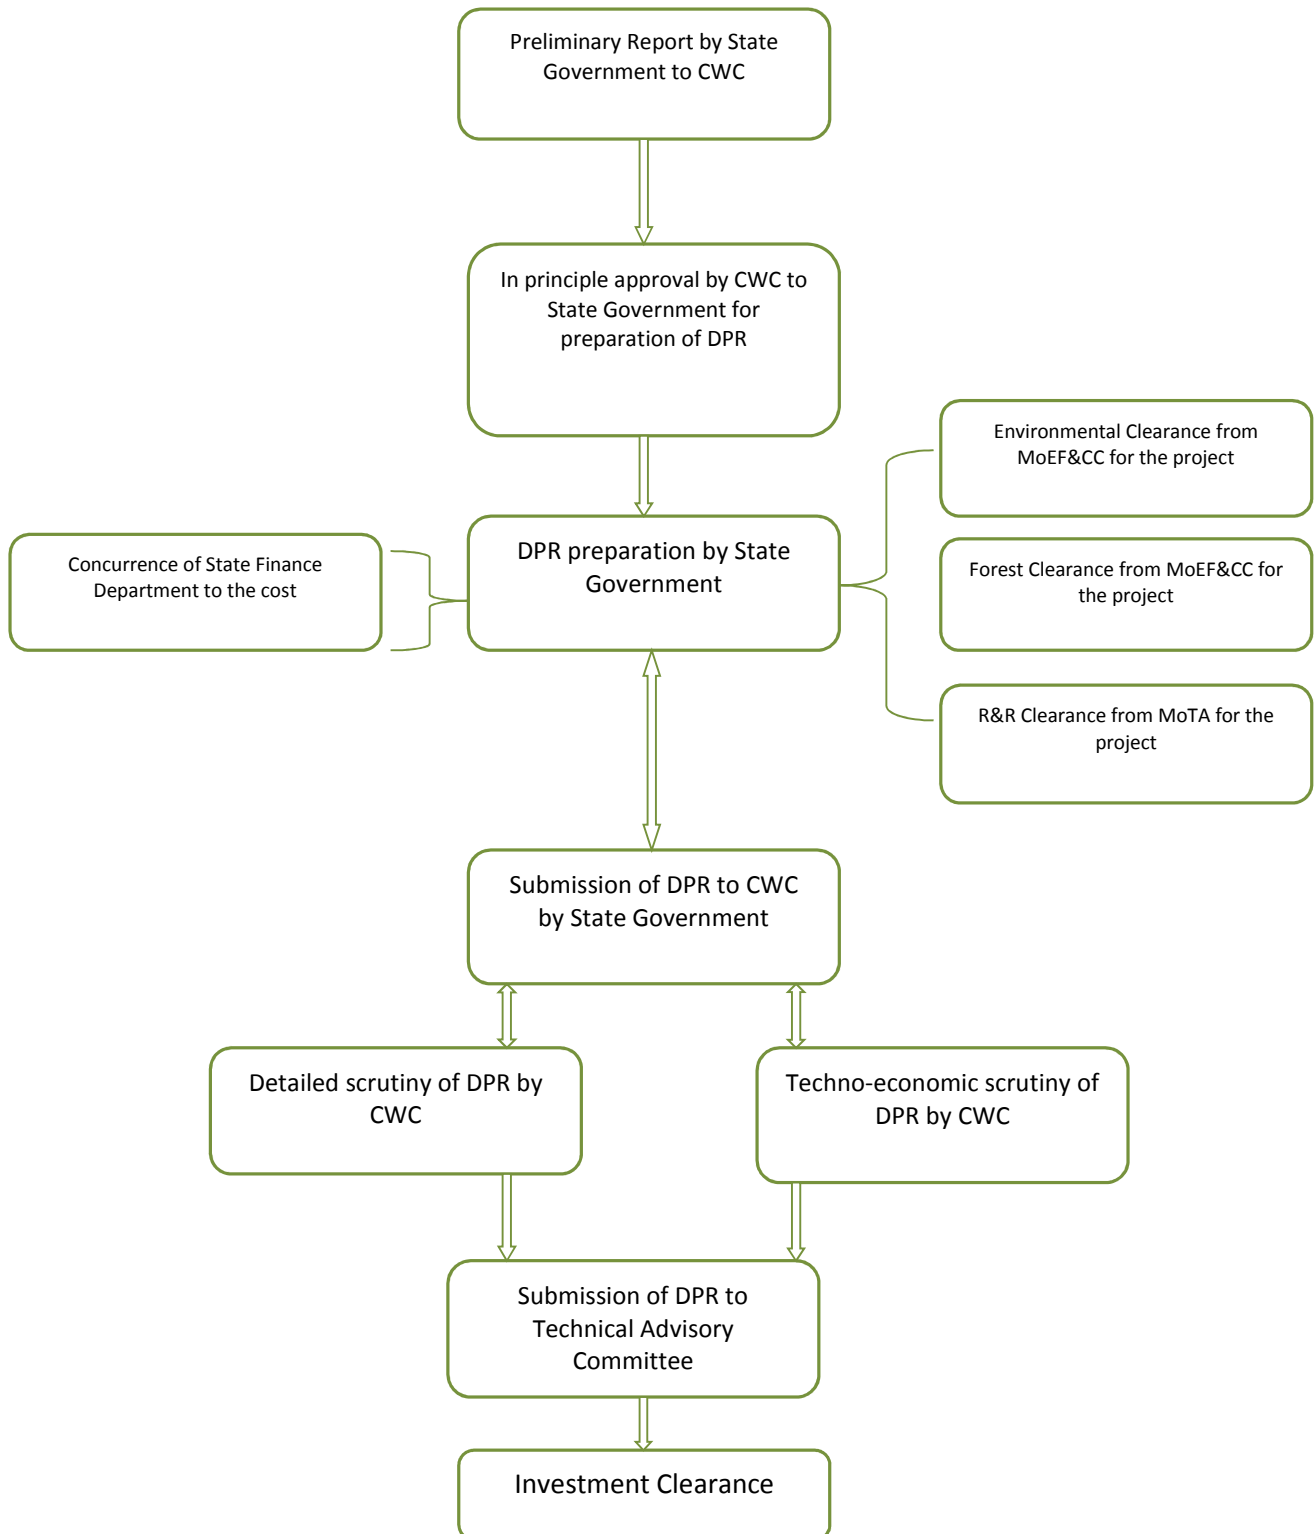 Preliminary Report by State
Government to CWC
In principle approval by CWC to
State Government for
preparation of DPR
Environmental Clearance from
MoEF&CC for the project
DPR preparation by State
Government
Concurrence of State Finance
Department to the cost
Forest Clearance from MoEF&CC for
the project
R&R Clearance from MoTA for the
project
Submission of DPR to CWC
by State Government
Detailed scrutiny of DPR by
CWC
Techno-economic scrutiny of
DPR by CWC
Submission of DPR to
Technical Advisory
Committee
Investment Clearance